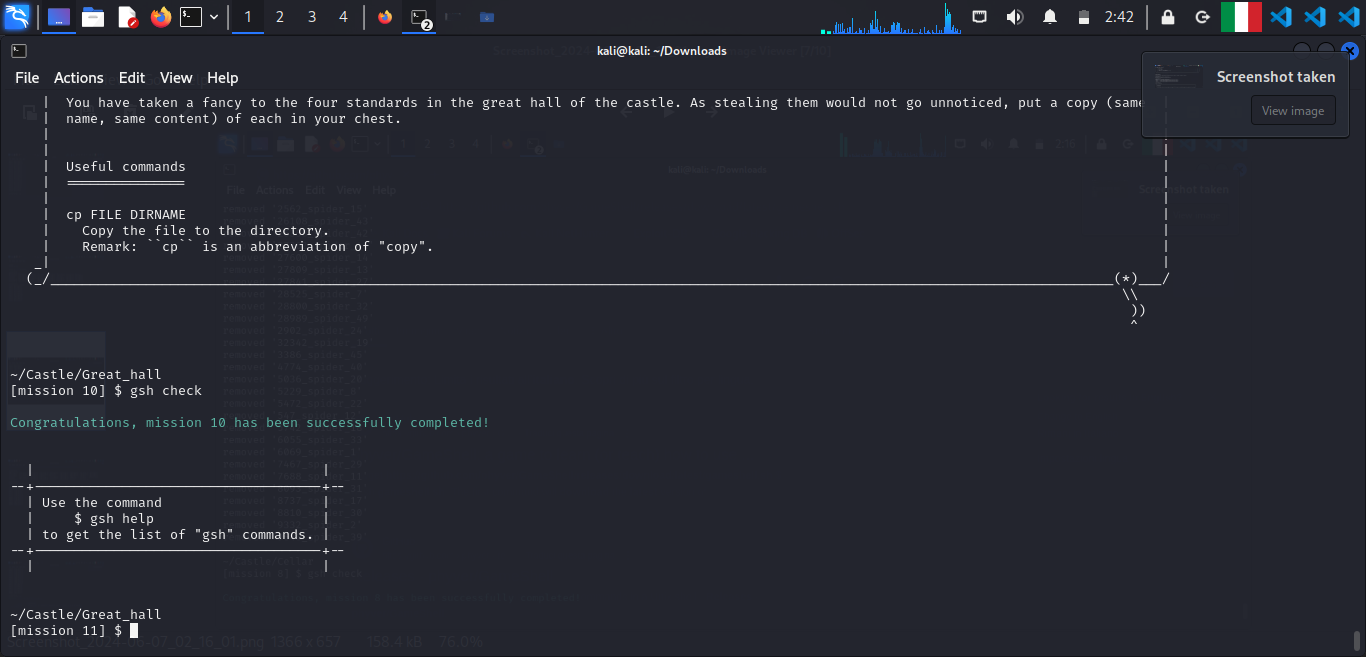 1 2 3 4 2 2:42
kali@kali: ~/Downloads
File Actions Edit View Help
Screenshot taken
View image
You have taken a fancy to the four standards in the great hall of the castle. As stealing them would not go unnoticed, put a copy (same
name, same content) of each in your chest.
Useful commands
===============
cp FILE DIRNAME
Copy the file to the directory.
Remark: ``cp`` is an abbreviation of "copy".
~/Castle/Great_hall
[mission 10] $ gsh check
Congratulations, mission 10 has been successfully completed!
Use the command
$ gsh help
to get the list of "gsh" commands.
~/Castle/Great_hall
[mission 11] $